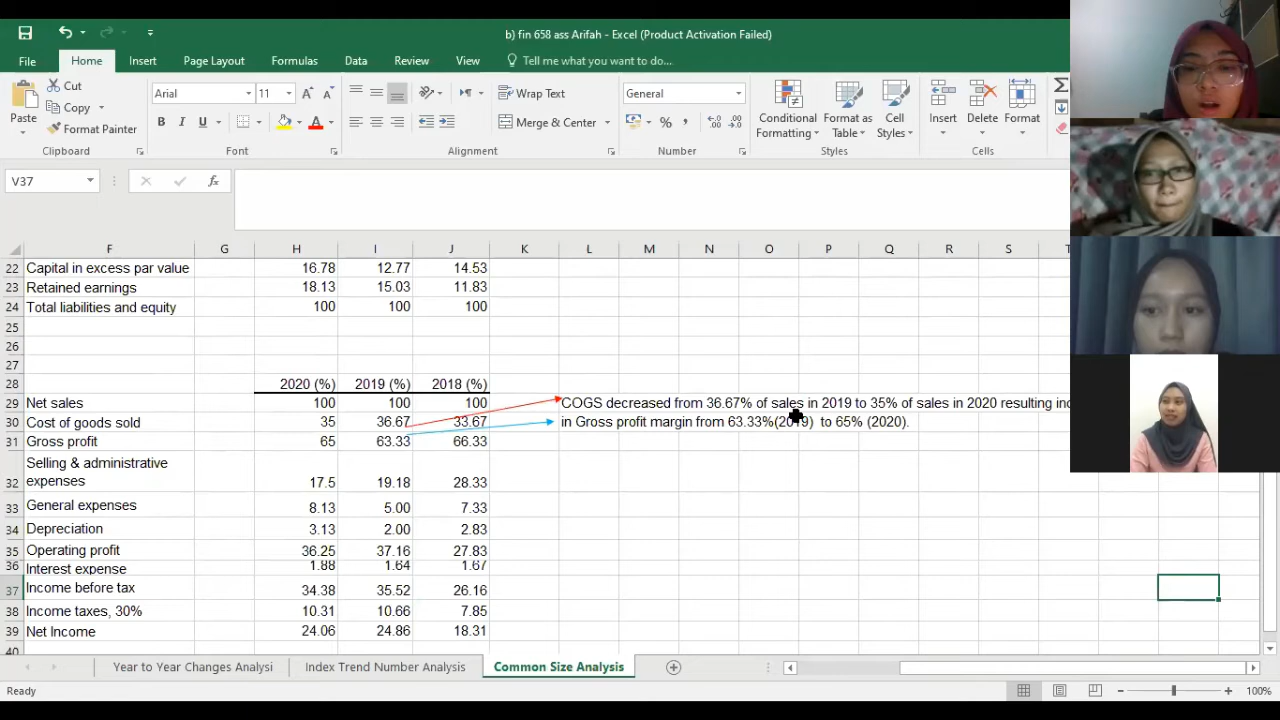 b) fin 658 ass Arifah - Excel (Product Activation Failed)
File Home Insert Page Layout Formulas Data Review View Tell me what you want to do...
Cut
Copy
Format Painter
Paste
Arial 11
B I U
Wrap Text
Merge & Center
General
%
Conditional Formatting
Format as Table
Cell Styles
Insert Delete Format
Clipboard Font Alignment Number Styles Cells
V37 fx
F G H I J K L M N O P Q R S T
22 Capital in excess par value 16.78 12.77 14.53
23 Retained earnings 18.13 15.03 11.83
24 Total liabilities and equity 100 100 100
25
26
27
28 2020 (%) 2019 (%) 2018 (%)
29 Net sales 100 100 100 COGS decreased from 36.67% of sales in 2019 to 35% of sales in 2020 resulting
30 Cost of goods sold 35 36.67 33.67 in Gross profit margin from 63.33%(2019) to 65% (2020).
31 Gross profit 65 63.33 66.33
Selling & administrative
32 expenses 17.5 19.18 28.33
33 General expenses 8.13 5.00 7.33
34 Depreciation 3.13 2.00 2.83
35 Operating profit 36.25 37.16 27.83
36 Interest expense 1.88 1.64 1.67
37 Income before tax 34.38 35.52 26.16
38 Income taxes, 30% 10.31 10.66 7.85
39 Net Income 24.06 24.86 18.31
40
Year to Year Changes Analysi Index Trend Number Analysis Common Size Analysis
Ready 100%